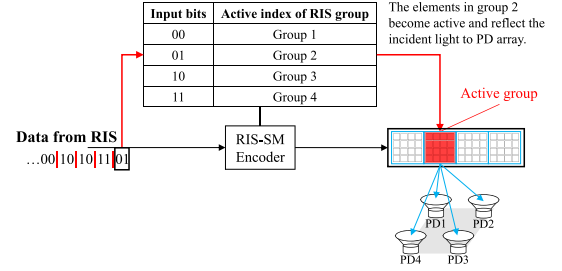 Input bits Active index of RIS group
00 Group 1
01 Group 2
10 Group 3
11 Group 4
The elements in group 2
become active and reflect the
incident light to PD array.
Active group
Data from RIS
…00|10|10|11|01
RIS-SM
Encoder
PD1
PD2
PD4
PD3